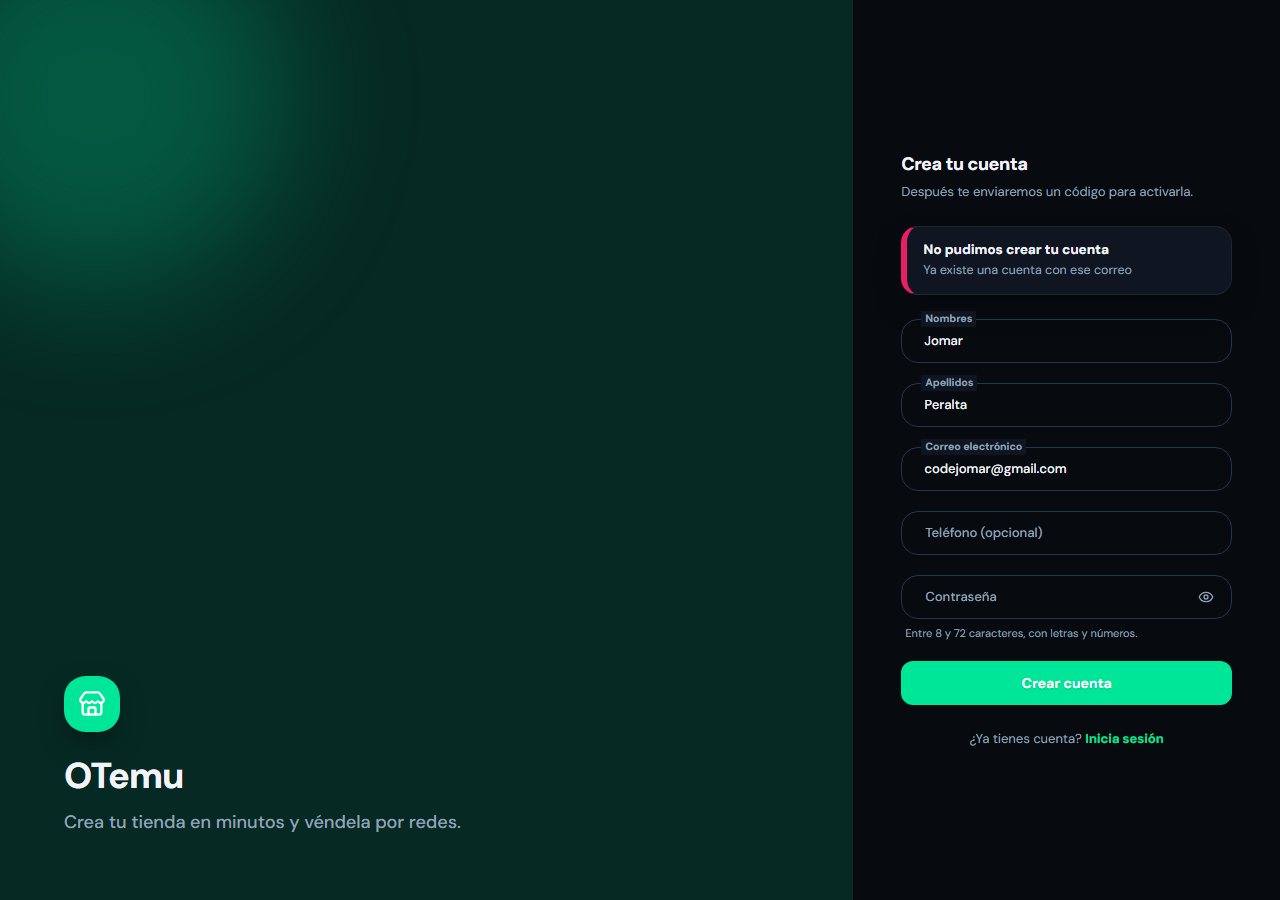 OTemu
Crea tu tienda en minutos y véndela por redes.
Crea tu cuenta
Después te enviaremos un código para activarla.
No pudimos crear tu cuenta
Ya existe una cuenta con ese correo
Nombres
Jomar
Apellidos
Peralta
Correo electrónico
codejomar@gmail.com
Teléfono (opcional)
Contraseña
Entre 8 y 72 caracteres, con letras y números.
Crear cuenta
¿Ya tienes cuenta? Inicia sesión